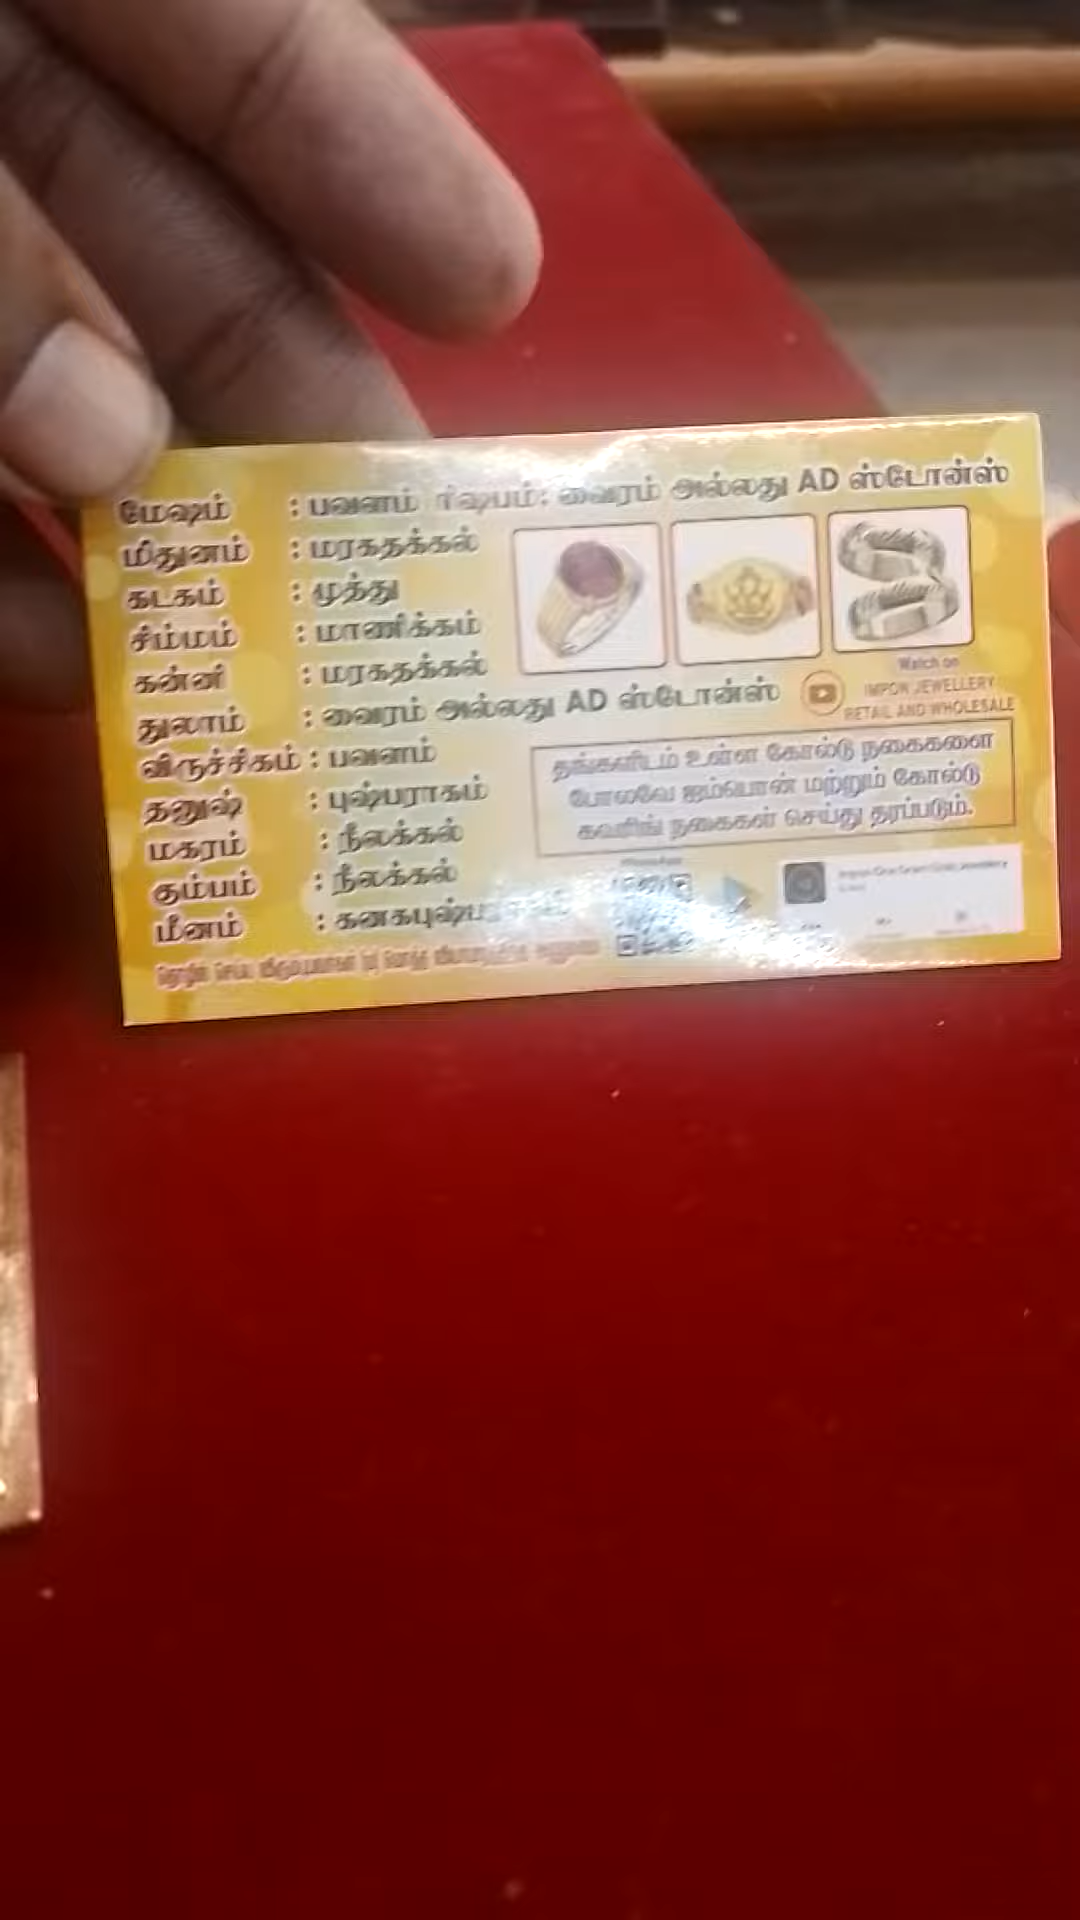 மேஷம் : பவளம் ரிஷபம் : வைரம் அல்லது AD ஸ்டோன்ஸ்
மிதுனம் : மரகதக்கல்
கடகம் : முத்து
சிம்மம் : மாணிக்கம்
கன்னி : மரகதக்கல்
துலாம் : வைரம் அல்லது AD ஸ்டோன்ஸ்
விருச்சிகம் : பவளம்
தனுஷ் : புஷ்பராகம்
மகரம் : நீலக்கல்
கும்பம் : நீலக்கல்
மீனம் :
Watch on
IMPON JEWELLERY
RETAIL AND WHOLESALE
தங்களிடம் உள்ள கோல்டு நகைகளை
போலவே ஐம்பொன் மற்றும் கோல்டு
கவரிங் நகைகள் செய்து தரப்படும்.